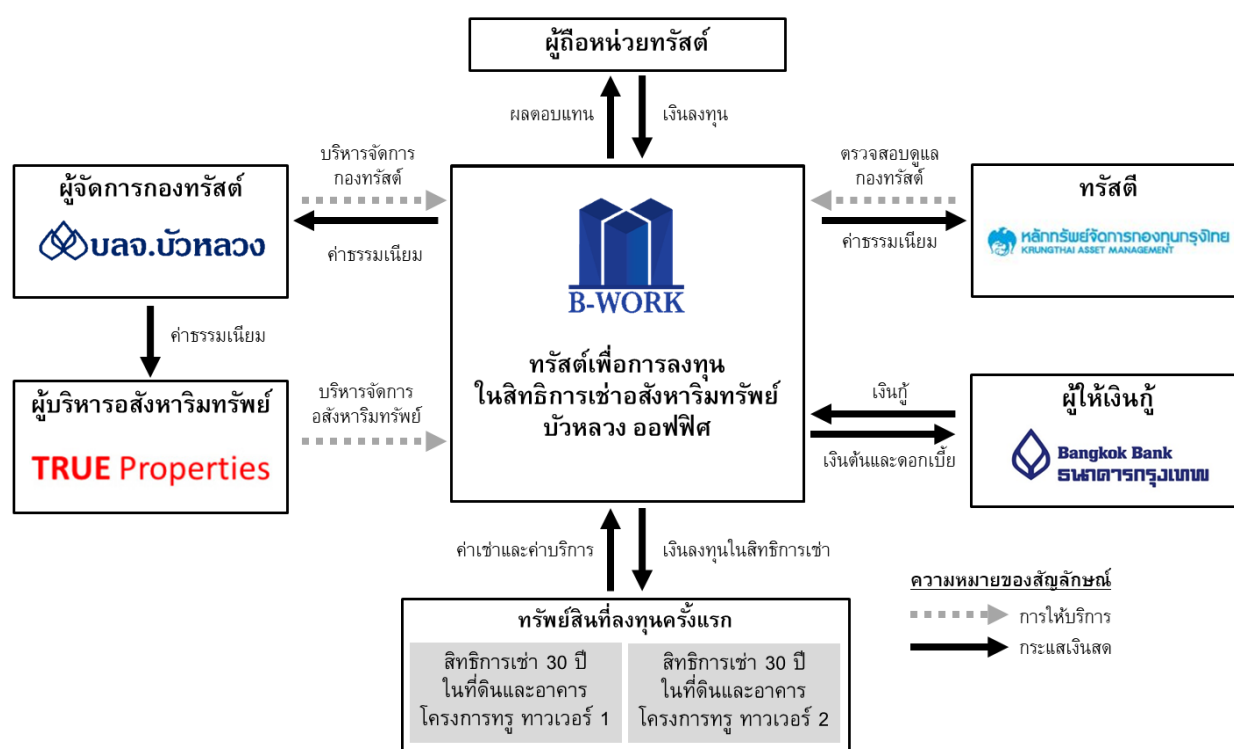 ผู้ถือหน่วยทรัสต์
ผลตอบแทน
เงินลงทุน
บริหารจัดการ
กองทรัสต์
ตรวจสอบดูแล
กองทรัสต์
ผู้จัดการกองทรัสต์
บลจ.บัวหลวง
ค่าธรรมเนียม
B-WORK
ทรัสต์เพื่อการลงทุน
ในสิทธิการเช่าอสังหาริมทรัพย์
บัวหลวง ออฟฟิศ
ค่าธรรมเนียม
ทรัสตี
หลักทรัพย์จัดการกองทุนกรุงไทย
KRUNGTHAI ASSET MANAGEMENT
ค่าธรรมเนียม
ผู้บริหารอสังหาริมทรัพย์
TRUE Properties
บริหารจัดการ
อสังหาริมทรัพย์
เงินกู้
เงินต้นและดอกเบี้ย
ผู้ให้เงินกู้
Bangkok Bank
ธนาคารกรุงเทพ
ค่าเช่าและค่าบริการ
เงินลงทุนในสิทธิการเช่า
ทรัพย์สินที่ลงทุนครั้งแรก
สิทธิการเช่า 30 ปี
ในที่ดินและอาคาร
โครงการทรู ทาวเวอร์ 1
สิทธิการเช่า 30 ปี
ในที่ดินและอาคาร
โครงการทรู ทาวเวอร์ 2
ความหมายของสัญลักษณ์
การให้บริการ
กระแสเงินสด